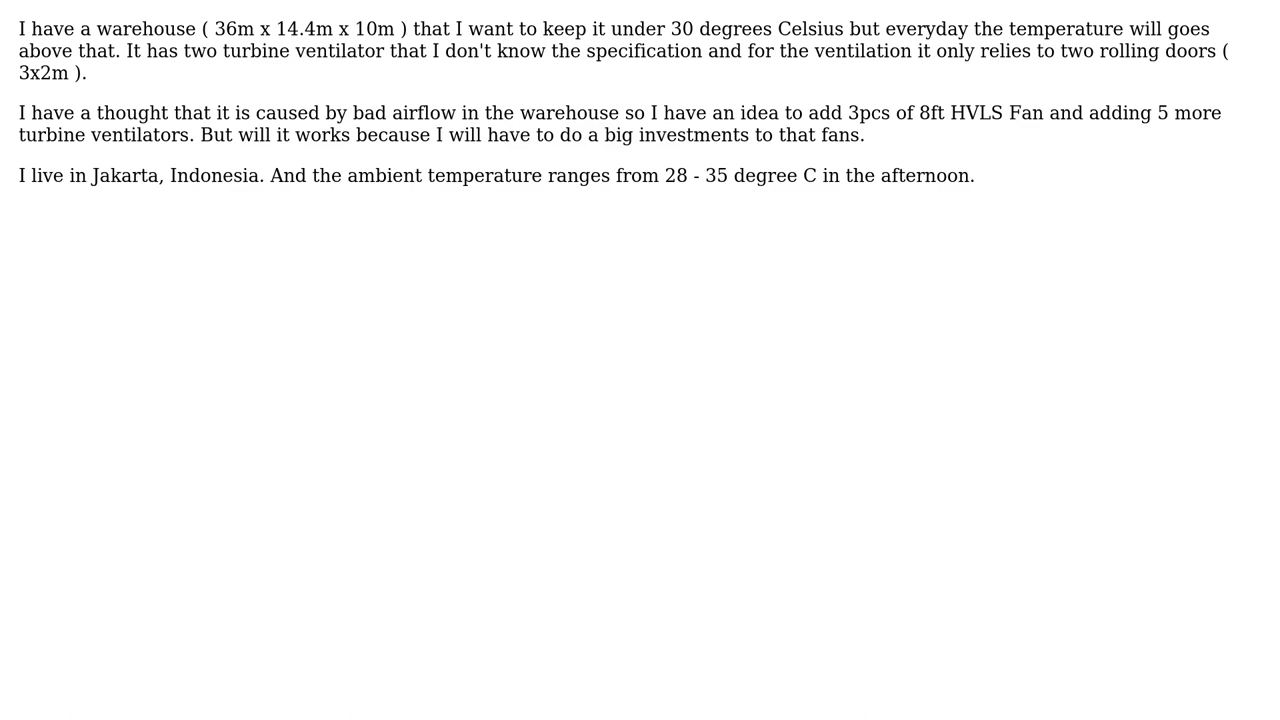 I have a warehouse ( 36m x 14.4m x 10m ) that I want to keep it under 30 degrees Celsius but everyday the temperature will goes
above that. It has two turbine ventilator that I don't know the specification and for the ventilation it only relies to two rolling doors (
3x2m ).
I have a thought that it is caused by bad airflow in the warehouse so I have an idea to add 3pcs of 8ft HVLS Fan and adding 5 more
turbine ventilators. But will it works because I will have to do a big investments to that fans.
I live in Jakarta, Indonesia. And the ambient temperature ranges from 28 - 35 degree C in the afternoon.